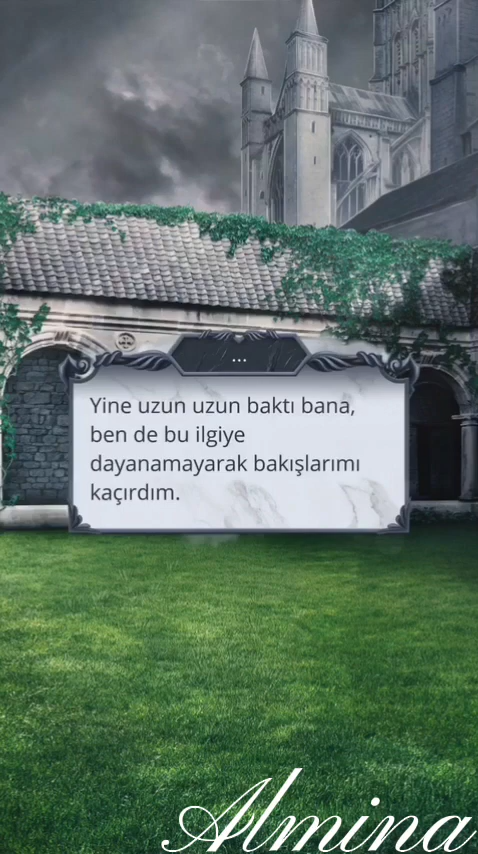 ...
Yine uzun uzun baktı bana,
ben de bu ilgiye
dayanamayarak bakışlarımı
kaçırdım.
Almina